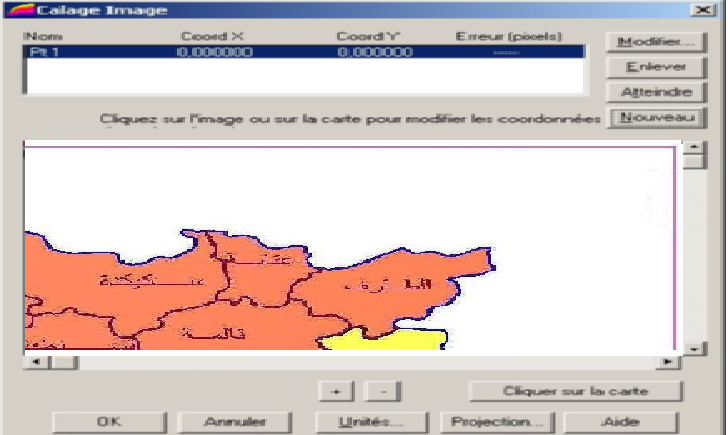 Calage Image
Nom Coord X Coord Y Erreur (pixels)
Pt 1 0,000000 0,000000 -----
Modifier...
Enlever
Atteindre
Cliquez sur l'image ou sur la carte pour modifier les coordonnées
Nouveau
عنابة
سكيكدة
الطارف
قالمة
+ -
Cliquer sur la carte
OK Annuler Unités... Projection... Aide